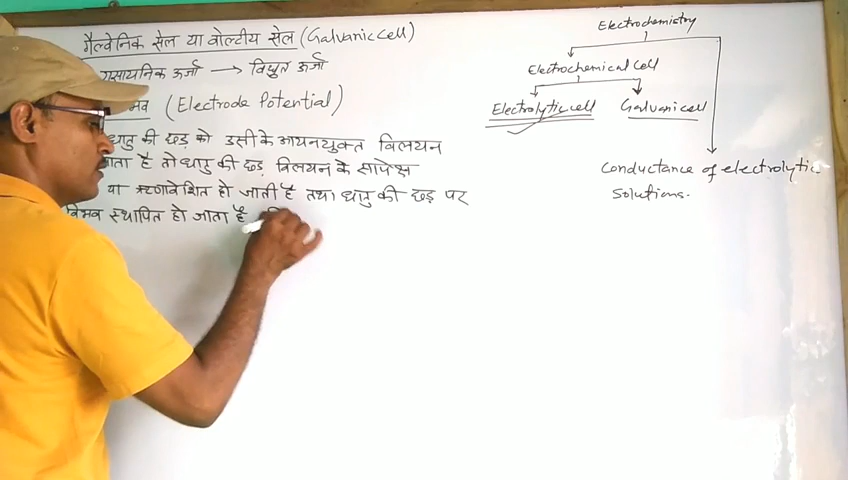 गैल्वेनिक सेल या वोल्टीय सेल (Galvanic cell)
रासायनिक ऊर्जा → विद्युत ऊर्जा
(Electrode Potential)
धातु की छड़ को उसी के आयनयुक्त विलयन
जाता है तो धातु की छड़ विलयन के सापेक्ष
या ऋणावेशित हो जाती है तथा धातु की छड़ पर
विभव स्थापित हो जाता है
Electrochemistry
Electrochemical cell
Electrolytic cell
Galvanic cell
Conductance of electrolytic
Solutions.